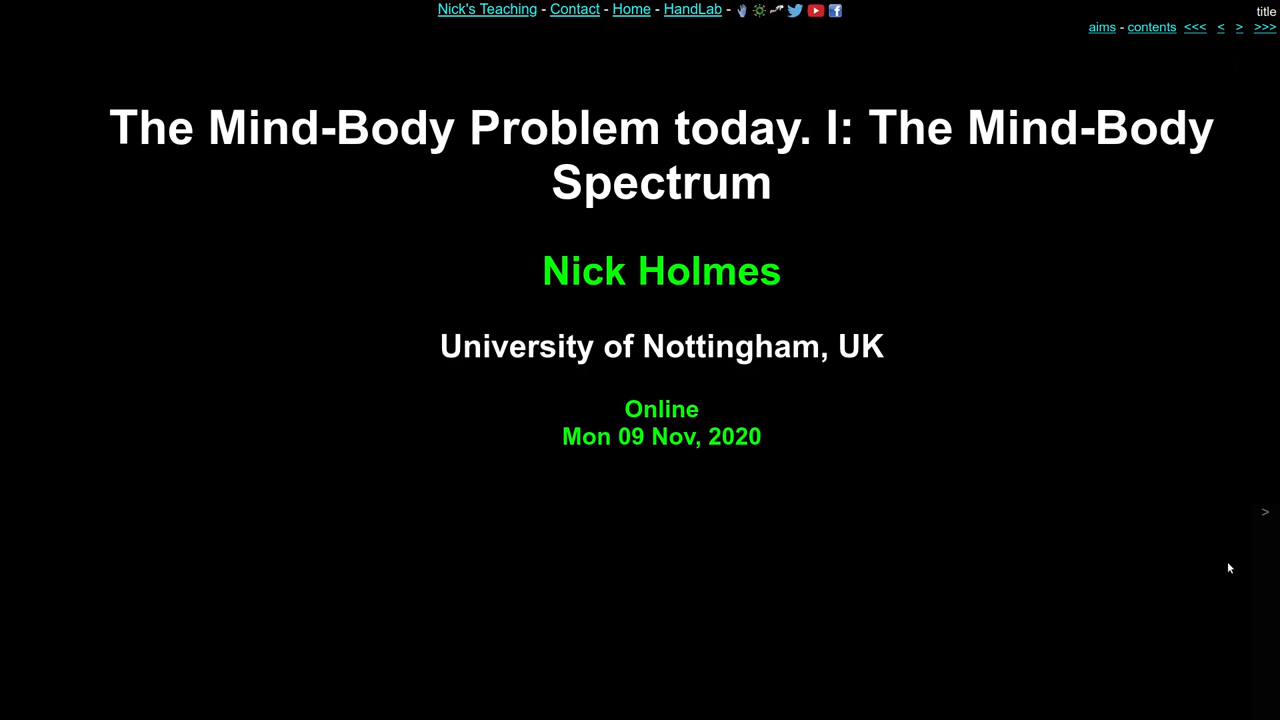 Nick's Teaching - Contact - Home - HandLab -
title
aims - contents <<< < > >>>
The Mind-Body Problem today. I: The Mind-Body
Spectrum
Nick Holmes
University of Nottingham, UK
Online
Mon 09 Nov, 2020
>